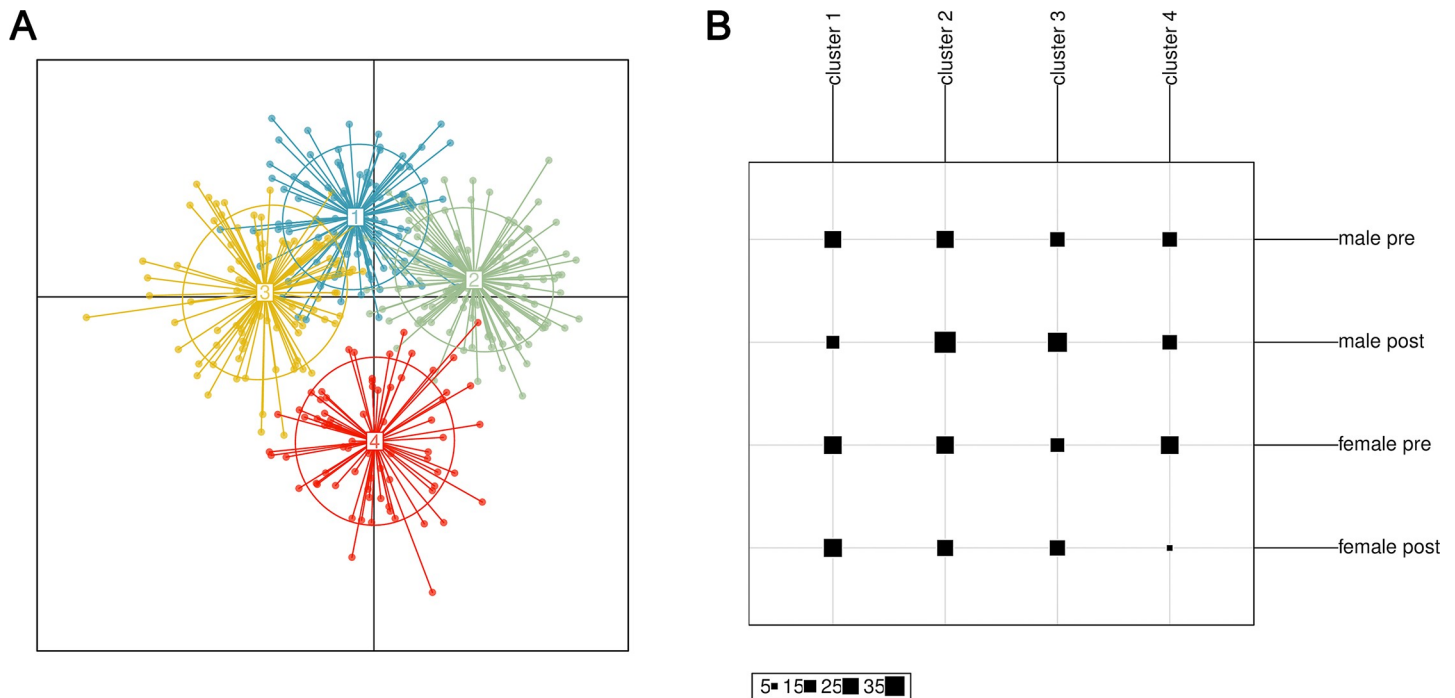 A
1
2
3
4
B
cluster 1
cluster 2
cluster 3
cluster 4
male pre
male post
female pre
female post
5 15 25 35